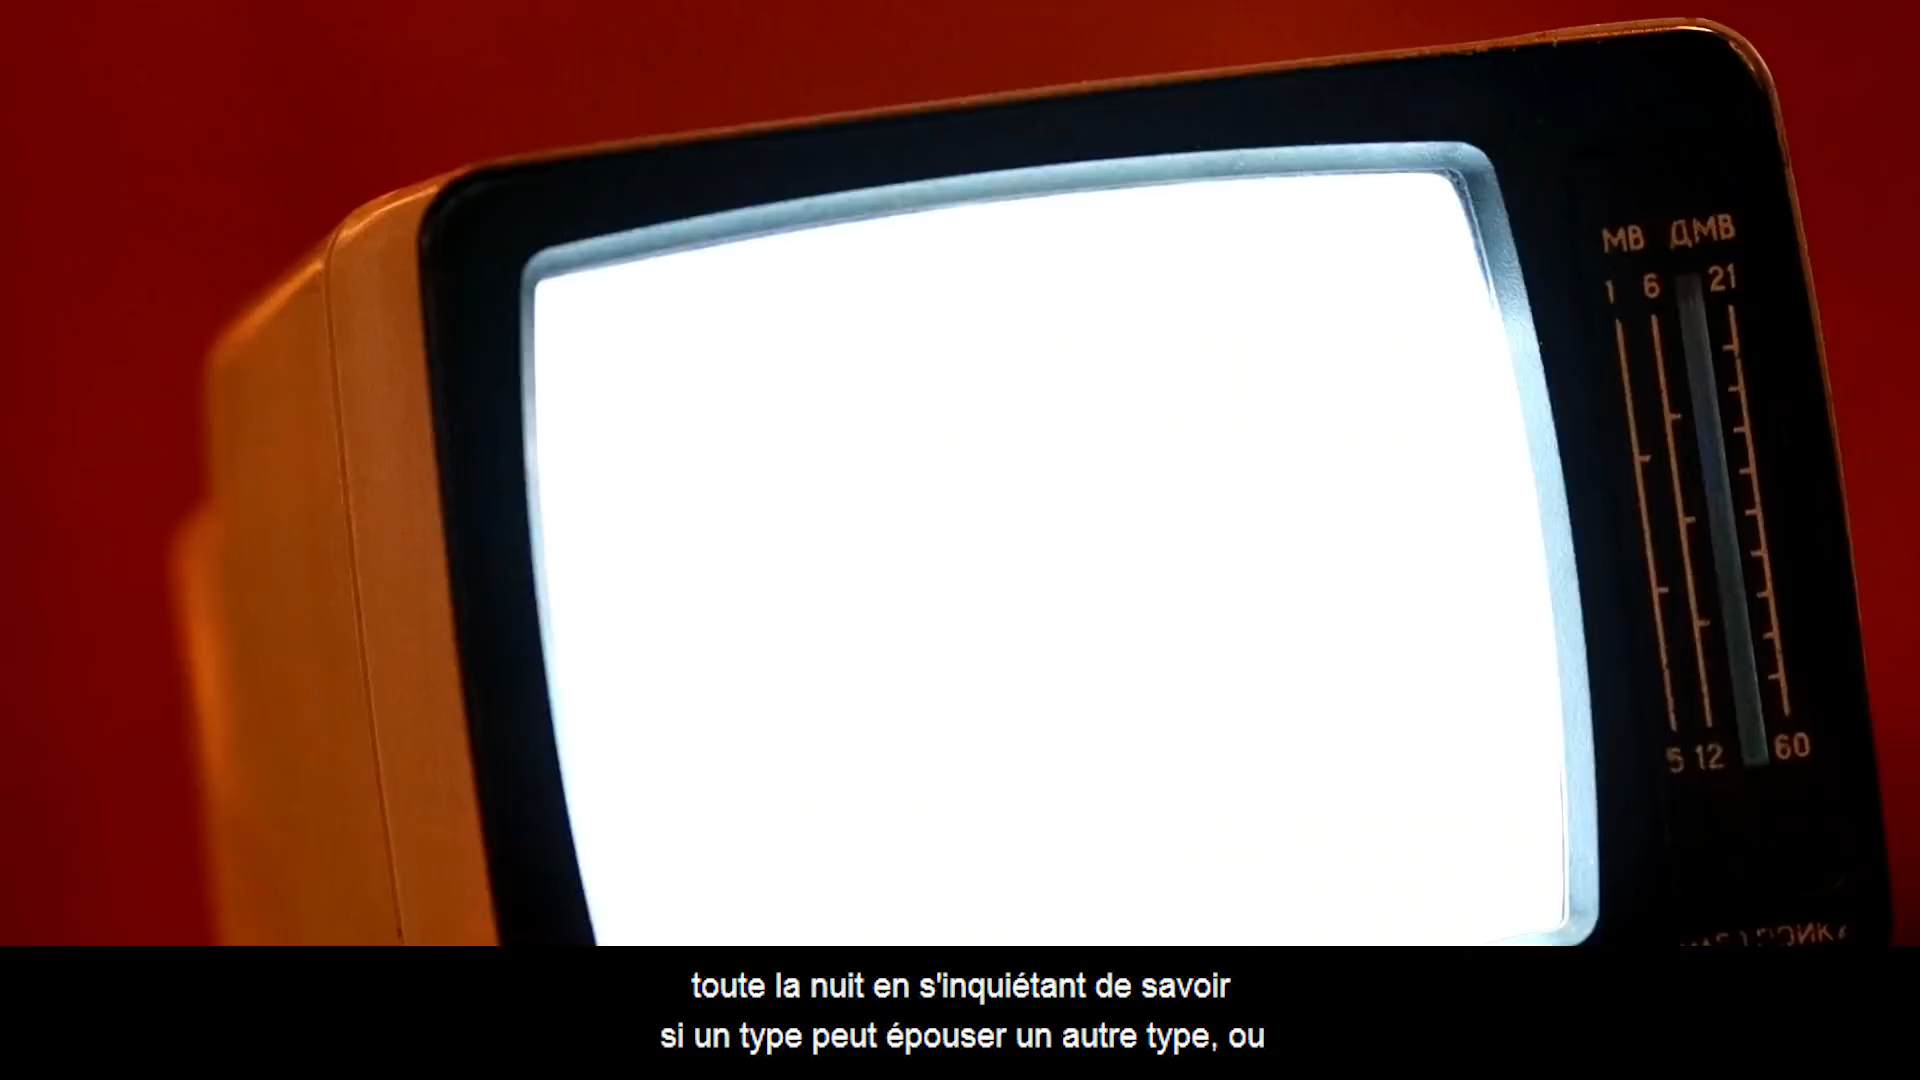 МВ ДМВ
1 6 21
5 12 60
toute la nuit en s'inquiétant de savoir
si un type peut épouser un autre type, ou